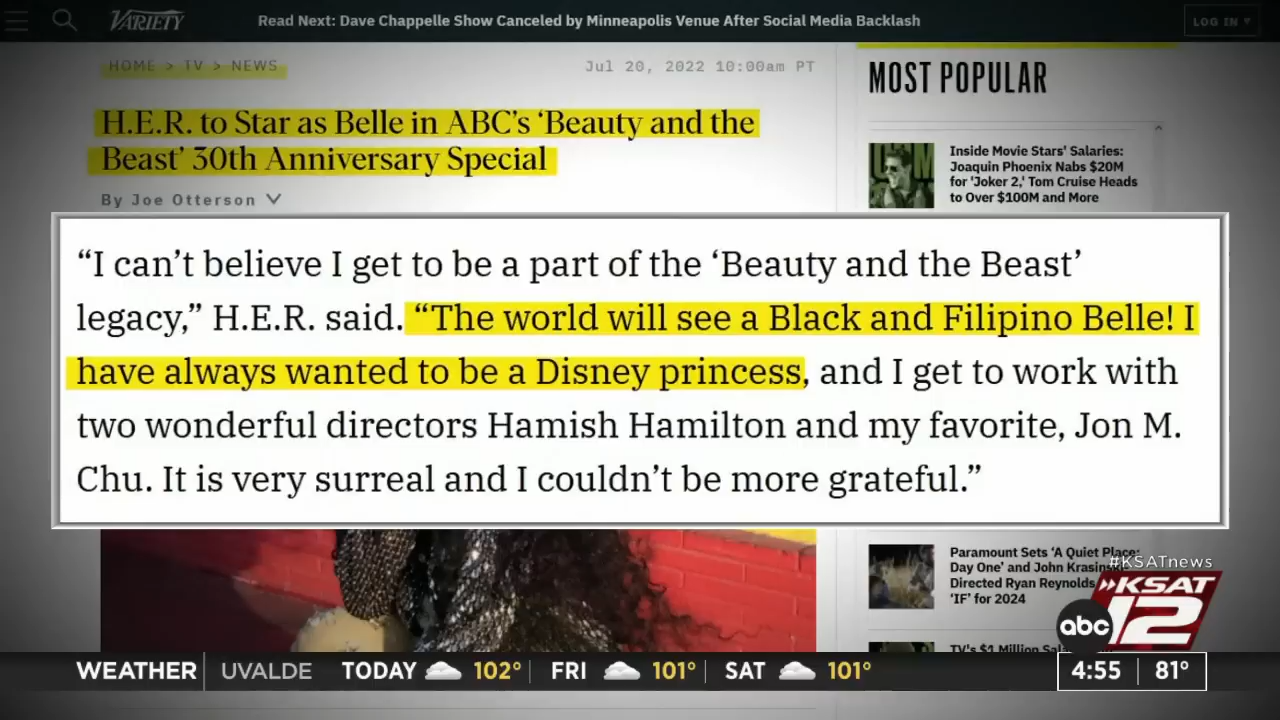 VARIETY
Read Next: Dave Chappelle Show Canceled by Minneapolis Venue After Social Media Backlash
LOG IN
HOME > TV > NEWS
Jul 20, 2022 10:00am PT
H.E.R. to Star as Belle in ABC’s ‘Beauty and the
Beast’ 30th Anniversary Special
By Joe Otterson
MOST POPULAR
Inside Movie Stars’ Salaries:
Joaquin Phoenix Nabs $20M
for ‘Joker 2,’ Tom Cruise Heads
to Over $100M and More
“I can’t believe I get to be a part of the ‘Beauty and the Beast’
legacy,” H.E.R. said. “The world will see a Black and Filipino Belle! I
have always wanted to be a Disney princess, and I get to work with
two wonderful directors Hamish Hamilton and my favorite, Jon M.
Chu. It is very surreal and I couldn’t be more grateful.”
Paramount Sets ‘A Quiet Place:
Day One’ and John Krasinski-
Directed Ryan Reynolds
‘IF’ for 2024
TV’s $1 Million
#KSATnews
KSAT
12
abc
WEATHER UVALDE TODAY 102° FRI 101° SAT 101°
4:55 81°